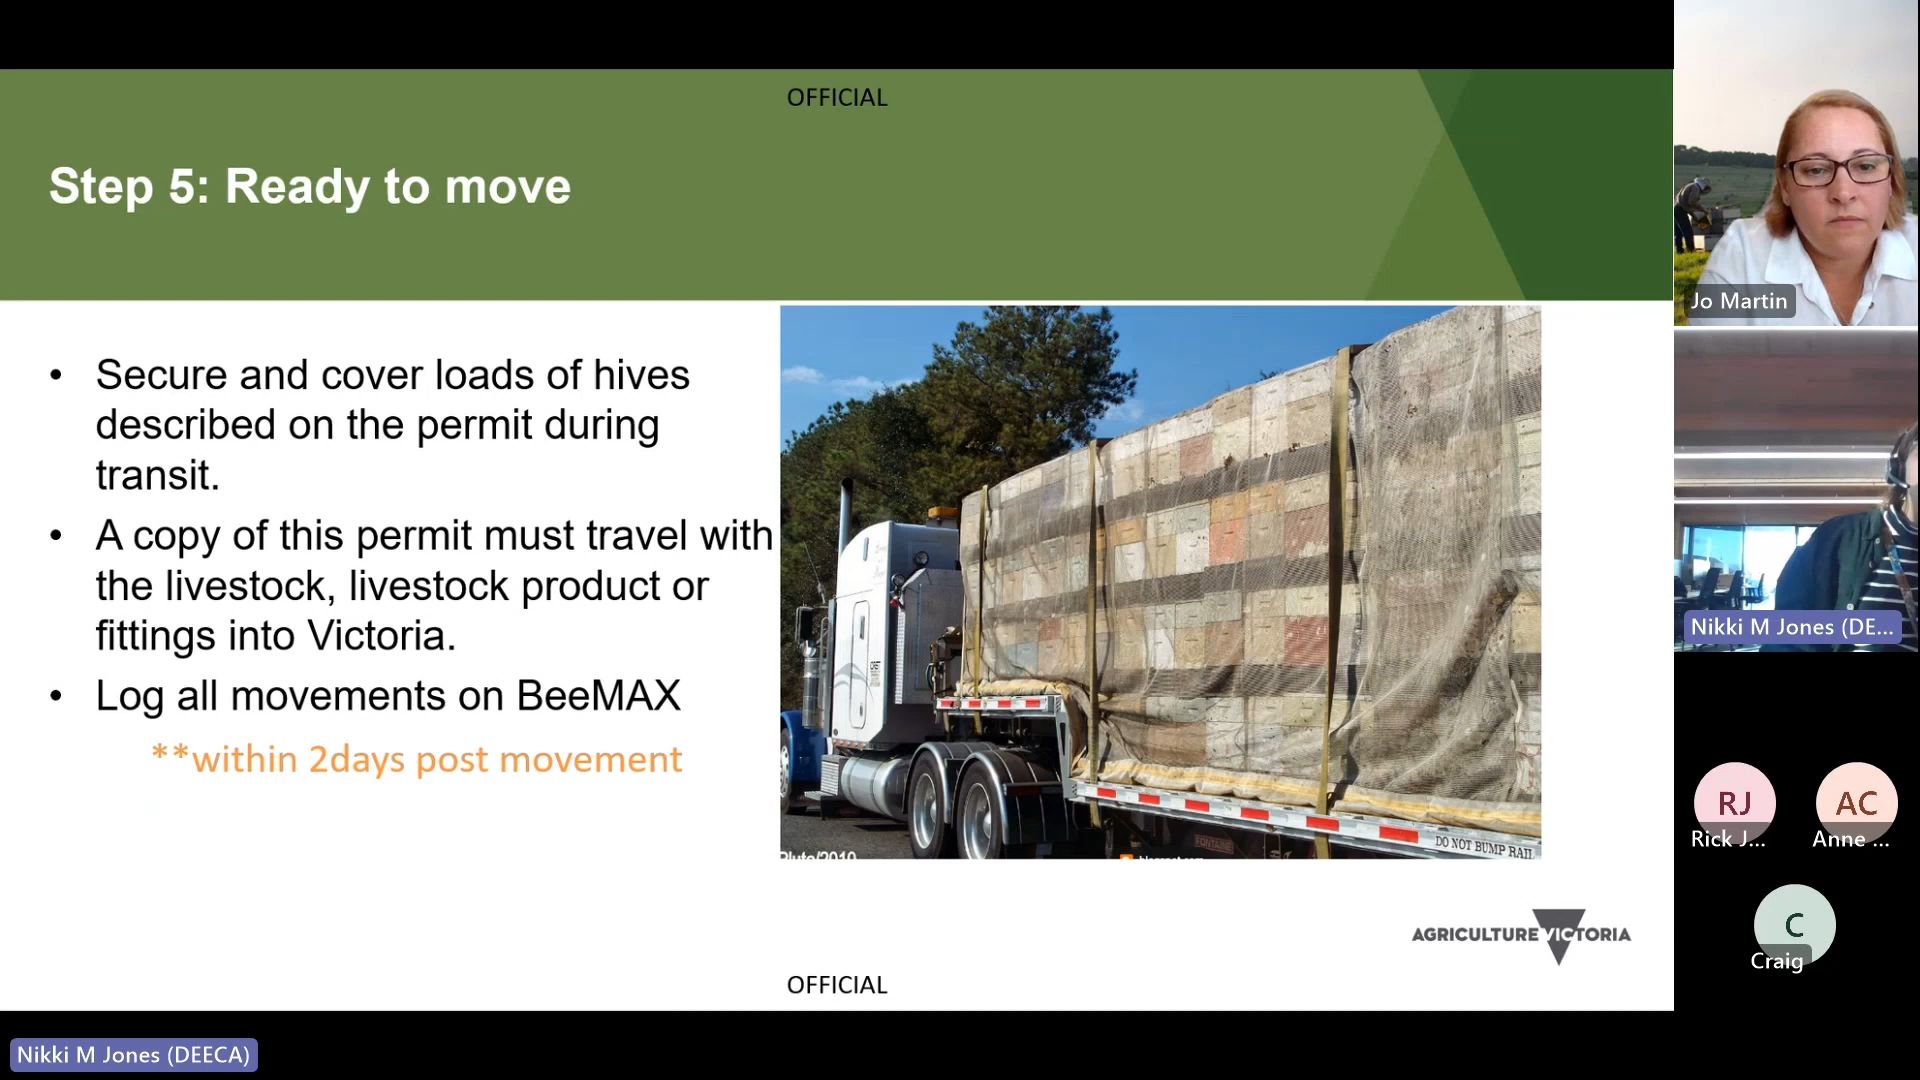 OFFICIAL
Step 5: Ready to move
• Secure and cover loads of hives
described on the permit during
transit.
• A copy of this permit must travel with
the livestock, livestock product or
fittings into Victoria.
• Log all movements on BeeMAX
**within 2days post movement
DO NOT BUMP RAIL
AGRICULTURE VICTORIA
OFFICIAL
Nikki M Jones (DEECA)
Jo Martin
Nikki M Jones (DE...
RJ
Rick J...
AC
Anne ...
C
Craig